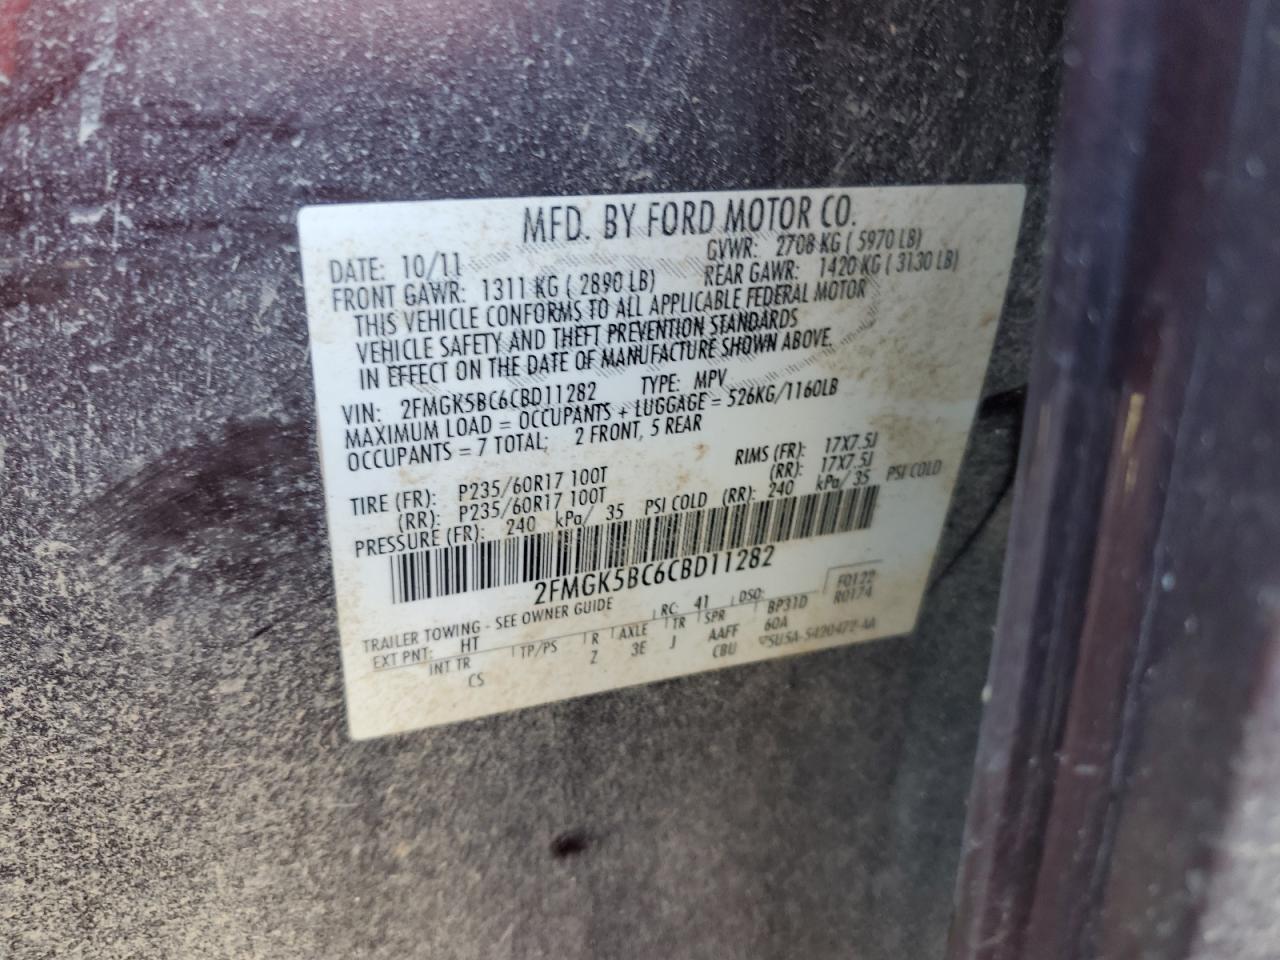 MFD. BY FORD MOTOR CO.
DATE: 10/11 GVWR: 2708 KG ( 5970 LB)
FRONT GAWR: 1311 KG ( 2890 LB) REAR GAWR: 1420 KG ( 3130 LB)
THIS VEHICLE CONFORMS TO ALL APPLICABLE FEDERAL MOTOR
VEHICLE SAFETY AND THEFT PREVENTION STANDARDS
IN EFFECT ON THE DATE OF MANUFACTURE SHOWN ABOVE.
VIN: 2FMGK5BC6CBD11282 TYPE: MPV
MAXIMUM LOAD = OCCUPANTS + LUGGAGE = 526KG/1160LB
OCCUPANTS = 7 TOTAL; 2 FRONT, 5 REAR
TIRE (FR): P235/60R17 100T RIMS (FR): 17X7.5J
(RR): P235/60R17 100T (RR): 17X7.5J
PRESSURE (FR): 240 kPa/ 35 PSI COLD (RR): 240 kPa/ 35 PSI COLD
2FMGK5BC6CBD11282
TRAILER TOWING - SEE OWNER GUIDE
F0122
R0174
EXT PNT: HT RC: 41 DSO: BP31D
INT TR TP/PS R AXLE TR SPR 60A
CS 2 3E J AAFF
CBU